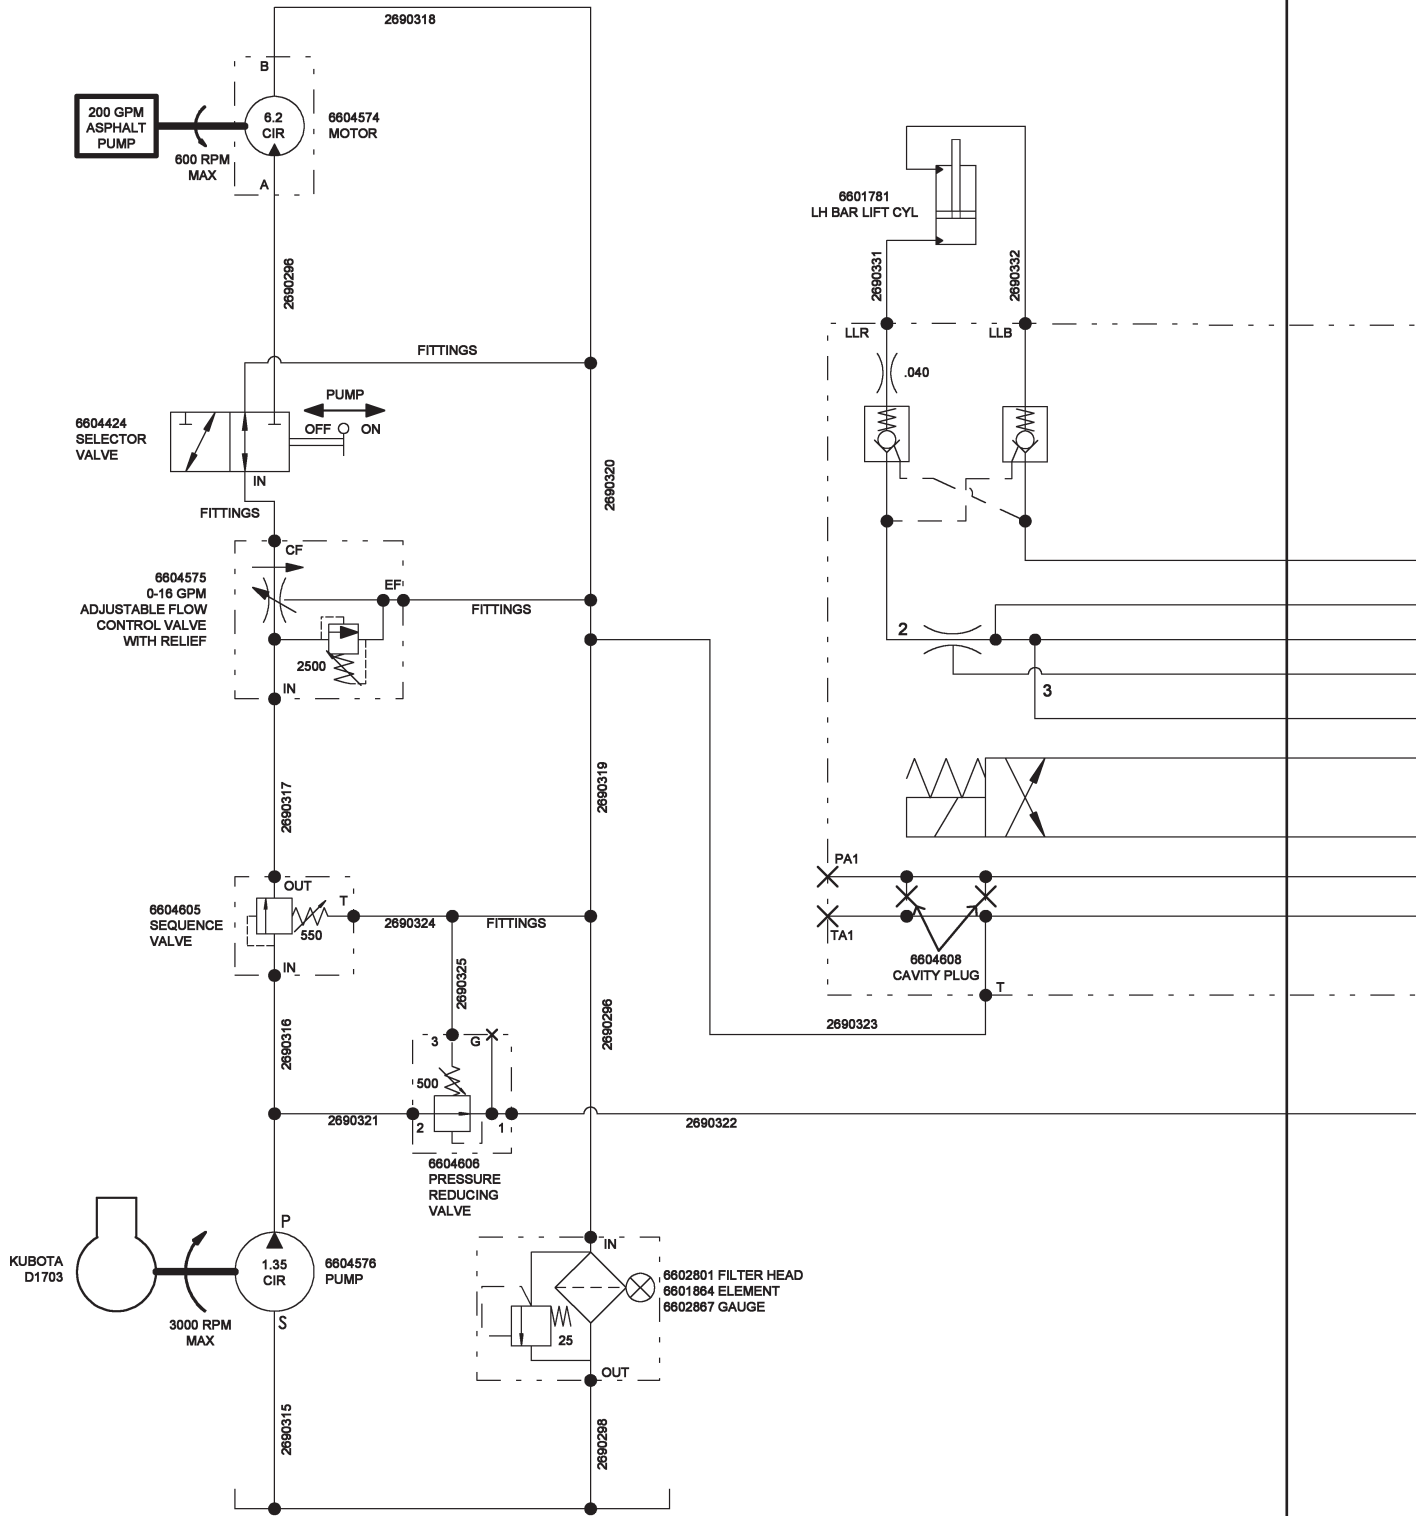 2690318
B
200 GPM
ASPHALT
PUMP
6.2
CIR
6604574
MOTOR
600 RPM
MAX
A
2690296
FITTINGS
6604424
SELECTOR
VALVE
PUMP
OFF
ON
IN
FITTINGS
2690320
CF
6604575
0-16 GPM
ADJUSTABLE FLOW
CONTROL VALVE
WITH RELIEF
EF
FITTINGS
2500
IN
2690317
2690319
OUT
T
6604605
SEQUENCE
VALVE
550
2690324
FITTINGS
IN
2690325
2690316
2690296
3
G
500
2690321
2
1
2690322
6604606
PRESSURE
REDUCING
VALVE
P
KUBOTA
D1703
1.35
CIR
6604576
PUMP
3000 RPM
MAX
S
IN
6602801 FILTER HEAD
6601864 ELEMENT
6602867 GAUGE
25
OUT
2690315
2690298
6601781
LH BAR LIFT CYL
2690331
2690332
LLR
LLB
.040
2
3
PA1
TA1
6604608
CAVITY PLUG
T
2690323